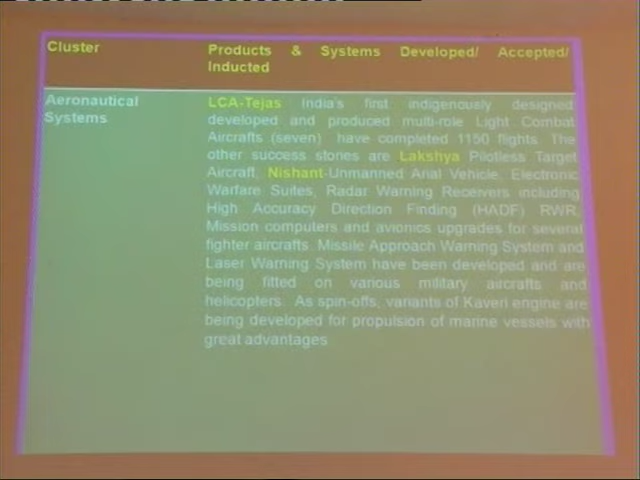 Cluster
Products & Systems Developed/ Accepted/
Inducted
Aeronautical
Systems
LCA-Tejas India's first indigenously designed
developed and produced multi-role Light Combat
Aircrafts (seven) have completed 1150 flights. The
other success stories are Lakshya Pilotless Target
Aircraft, Nishant-Unmanned Arial Vehicle. Electronic
Warfare Suites, Radar Warning Receivers including
High Accuracy Direction Finding (HADF) RWR,
Mission computers and avionics upgrades for several
fighter aircrafts. Missile Approach Warning System and
Laser Warning System have been developed and are
being fitted on various military aircrafts and
helicopters. As spin-offs, variants of Kaveri engine are
being developed for propulsion of marine vessels with
great advantages